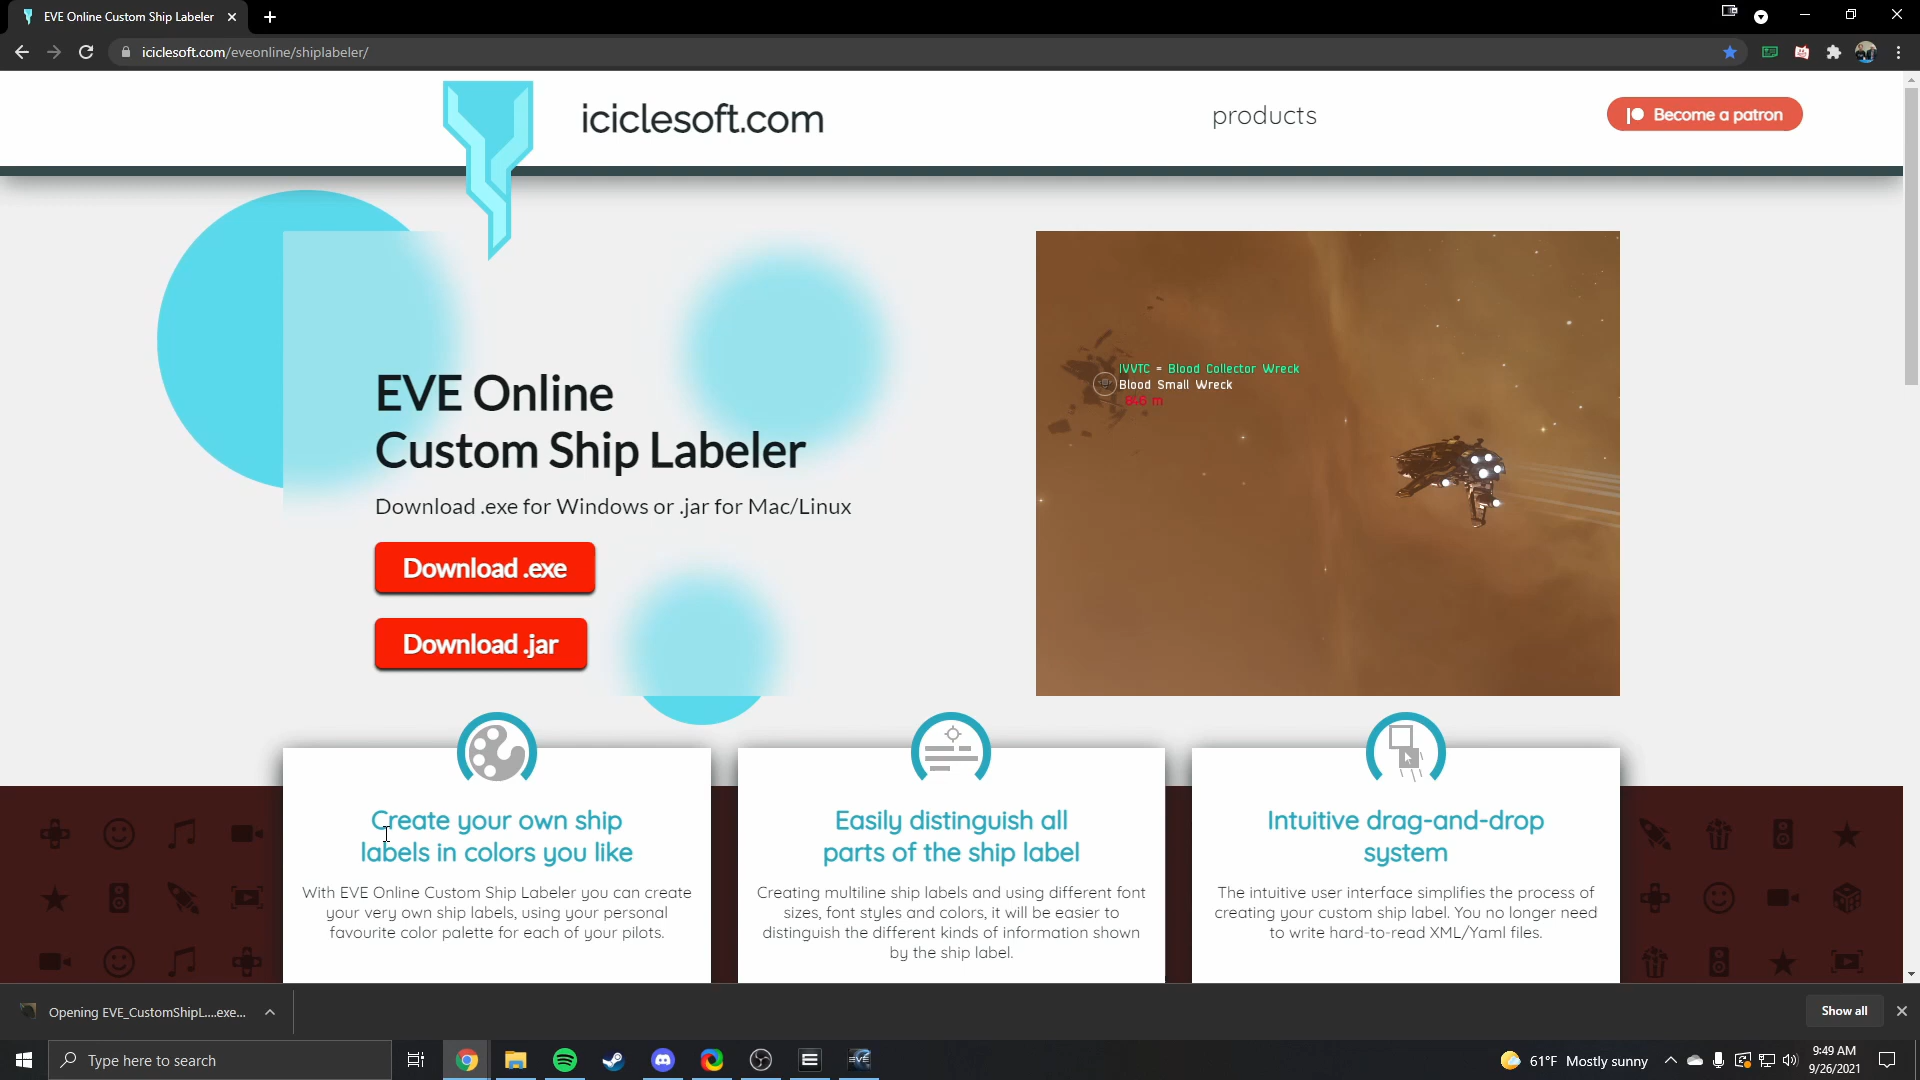 EVE Online Custom Ship Labeler
iciclesoft.com/eveonline/shiplabeler/
iciclesoft.com
products
Become a patron
EVE Online
Custom Ship Labeler
Download .exe for Windows or .jar for Mac/Linux
Download .exe
Download .jar
IVVTC = Blood Collector Wreck
Blood Small Wreck
Create your own ship
labels in colors you like
With EVE Online Custom Ship Labeler you can create
your very own ship labels, using your personal
favourite color palette for each of your pilots.
Easily distinguish all
parts of the ship label
Creating multiline ship labels and using different font
sizes, font styles and colors, it will be easier to
distinguish the different kinds of information shown
by the ship label.
Intuitive drag-and-drop
system
The intuitive user interface simplifies the process of
creating your custom ship label. You no longer need
to write hard-to-read XML/Yaml files.
Opening EVE_CustomShipL....exe...
Show all
Type here to search
EVE
61°F Mostly sunny
9:49 AM
9/26/2021